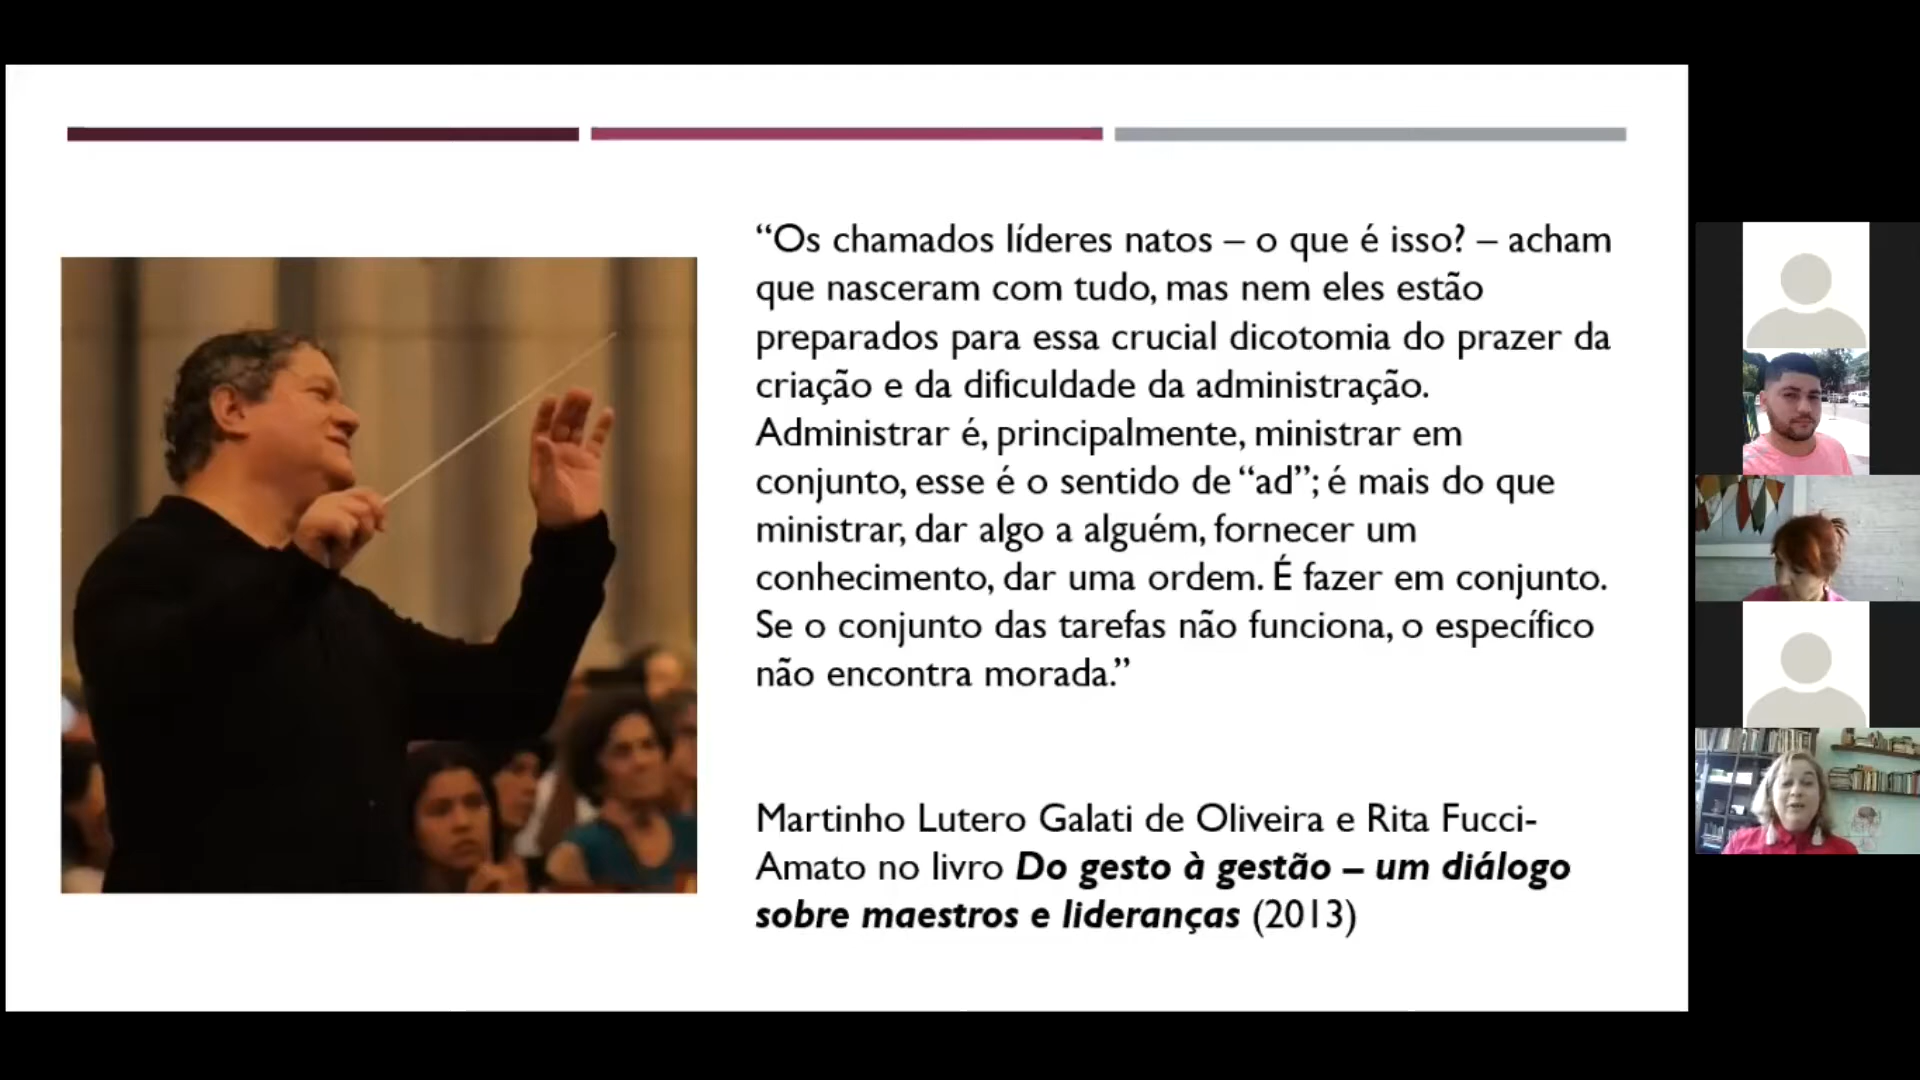 “Os chamados líderes natos – o que é isso? – acham
que nasceram com tudo, mas nem eles estão
preparados para essa crucial dicotomia do prazer da
criação e da dificuldade da administração.
Administrar é, principalmente, ministrar em
conjunto, esse é o sentido de “ad”; é mais do que
ministrar, dar algo a alguém, fornecer um
conhecimento, dar uma ordem. É fazer em conjunto.
Se o conjunto das tarefas não funciona, o específico
não encontra morada.”
Martinho Lutero Galati de Oliveira e Rita Fucci-
Amato no livro Do gesto à gestão – um diálogo
sobre maestros e lideranças (2013)